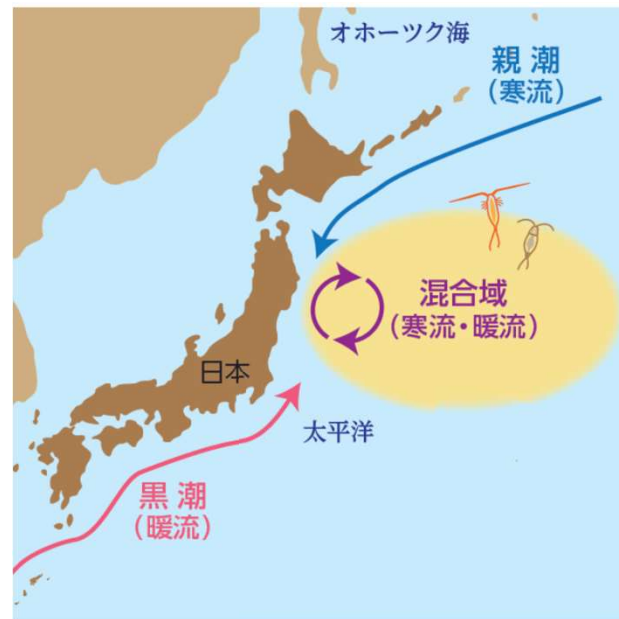 オホーツク海
親潮
(寒流)
混合域
(寒流・暖流)
日本
太平洋
黒潮
(暖流)